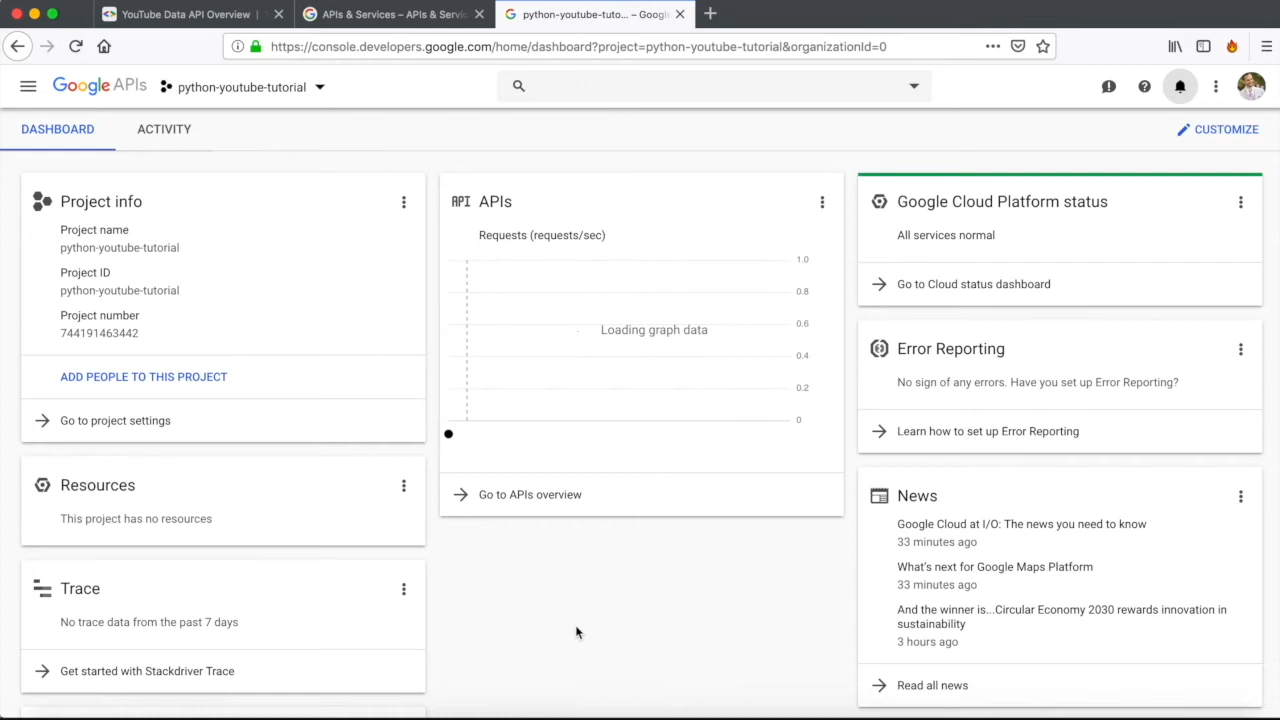 YouTube Data API Overview |
APIs & Services – APIs & Servic
python-youtube-tuto... – Google
https://console.developers.google.com/home/dashboard?project=python-youtube-tutorial&organizationId=0
Google APIs
python-youtube-tutorial
DASHBOARD
ACTIVITY
CUSTOMIZE
Project info
Project name
python-youtube-tutorial
Project ID
python-youtube-tutorial
Project number
744191463442
ADD PEOPLE TO THIS PROJECT
Go to project settings
Resources
This project has no resources
Trace
No trace data from the past 7 days
Get started with Stackdriver Trace
API APIs
Requests (requests/sec)
1.0
0.8
0.6
0.4
0.2
0
Loading graph data
Go to APIs overview
Google Cloud Platform status
All services normal
Go to Cloud status dashboard
Error Reporting
No sign of any errors. Have you set up Error Reporting?
Learn how to set up Error Reporting
News
Google Cloud at I/O: The news you need to know
33 minutes ago
What's next for Google Maps Platform
33 minutes ago
And the winner is...Circular Economy 2030 rewards innovation in
sustainability
3 hours ago
Read all news